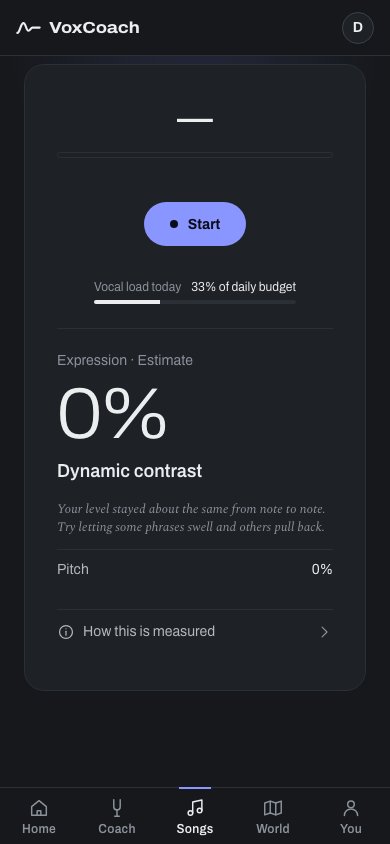 VoxCoach
D
—
Start
Vocal load today 33% of daily budget
Expression · Estimate
0%
Dynamic contrast
Your level stayed about the same from note to note.
Try letting some phrases swell and others pull back.
Pitch 0%
How this is measured
Home Coach Songs World You